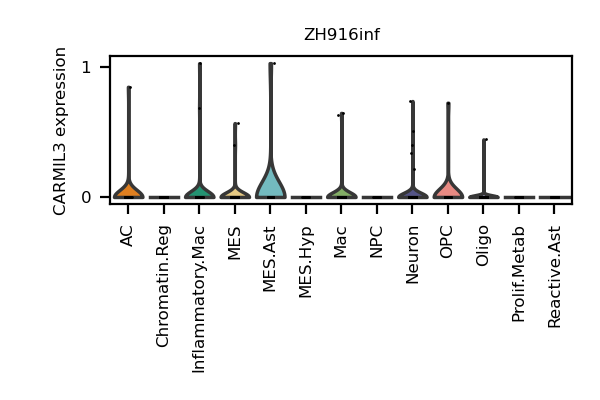 ZH916inf
CARMIL3 expression
1
0
AC
Chromatin.Reg
Inflammatory.Mac
MES
MES.Ast
MES.Hyp
Mac
NPC
Neuron
OPC
Oligo
Prolif.Metab
Reactive.Ast